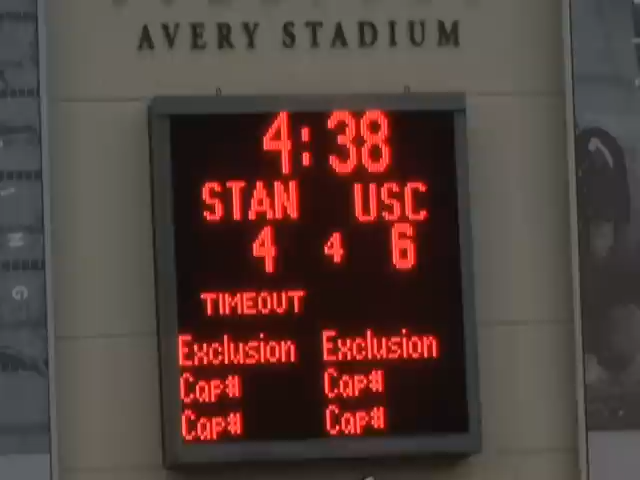 AVERY STADIUM
4:38
STAN USC
4 4 6
TIMEOUT
Exclusion Exclusion
Cap# Cap#
Cap# Cap#